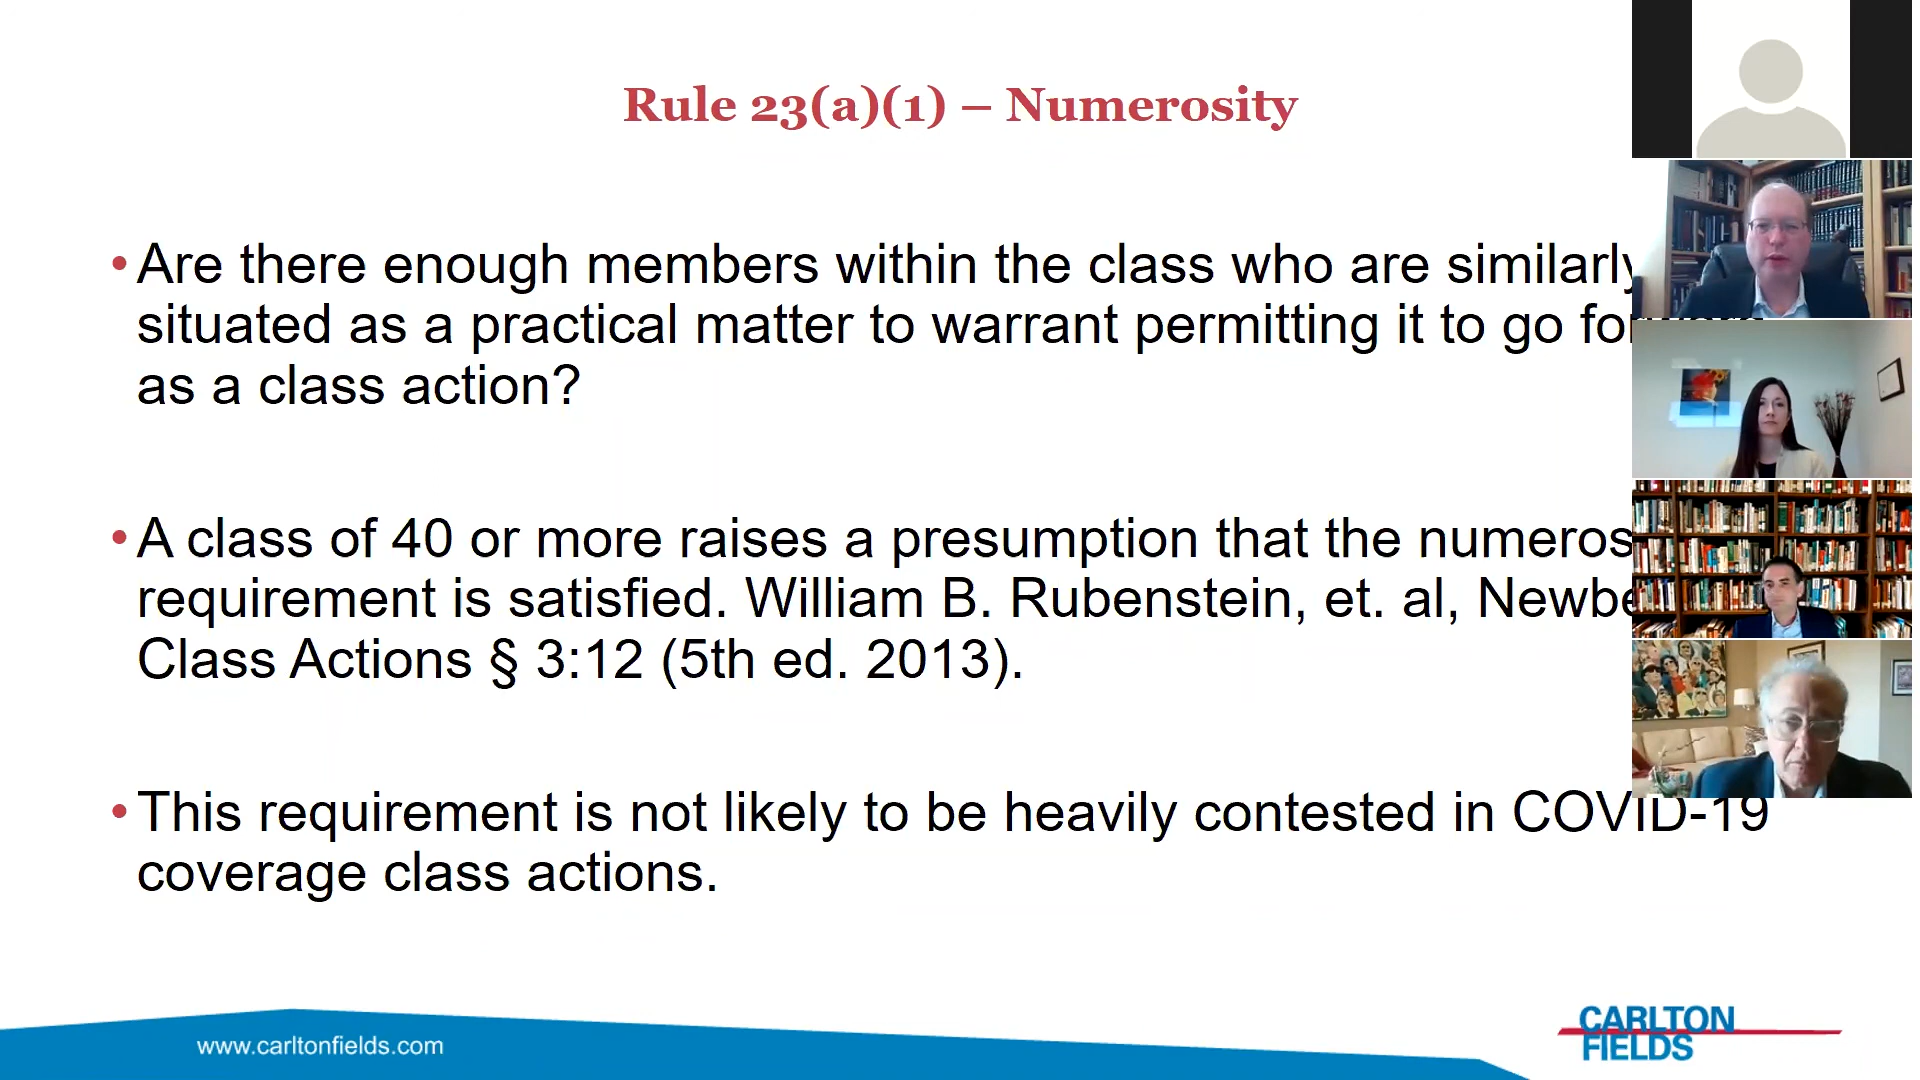 Rule 23(a)(1) – Numerosity
• Are there enough members within the class who are similarly
situated as a practical matter to warrant permitting it to go
as a class action?
• A class of 40 or more raises a presumption that the
requirement is satisfied. William B. Rubenstein, et. al,
Class Actions § 3:12 (5th ed. 2013).
• This requirement is not likely to be heavily contested in COVID-19
coverage class actions.
www.carltonfields.com
CARLTON
FIELDS